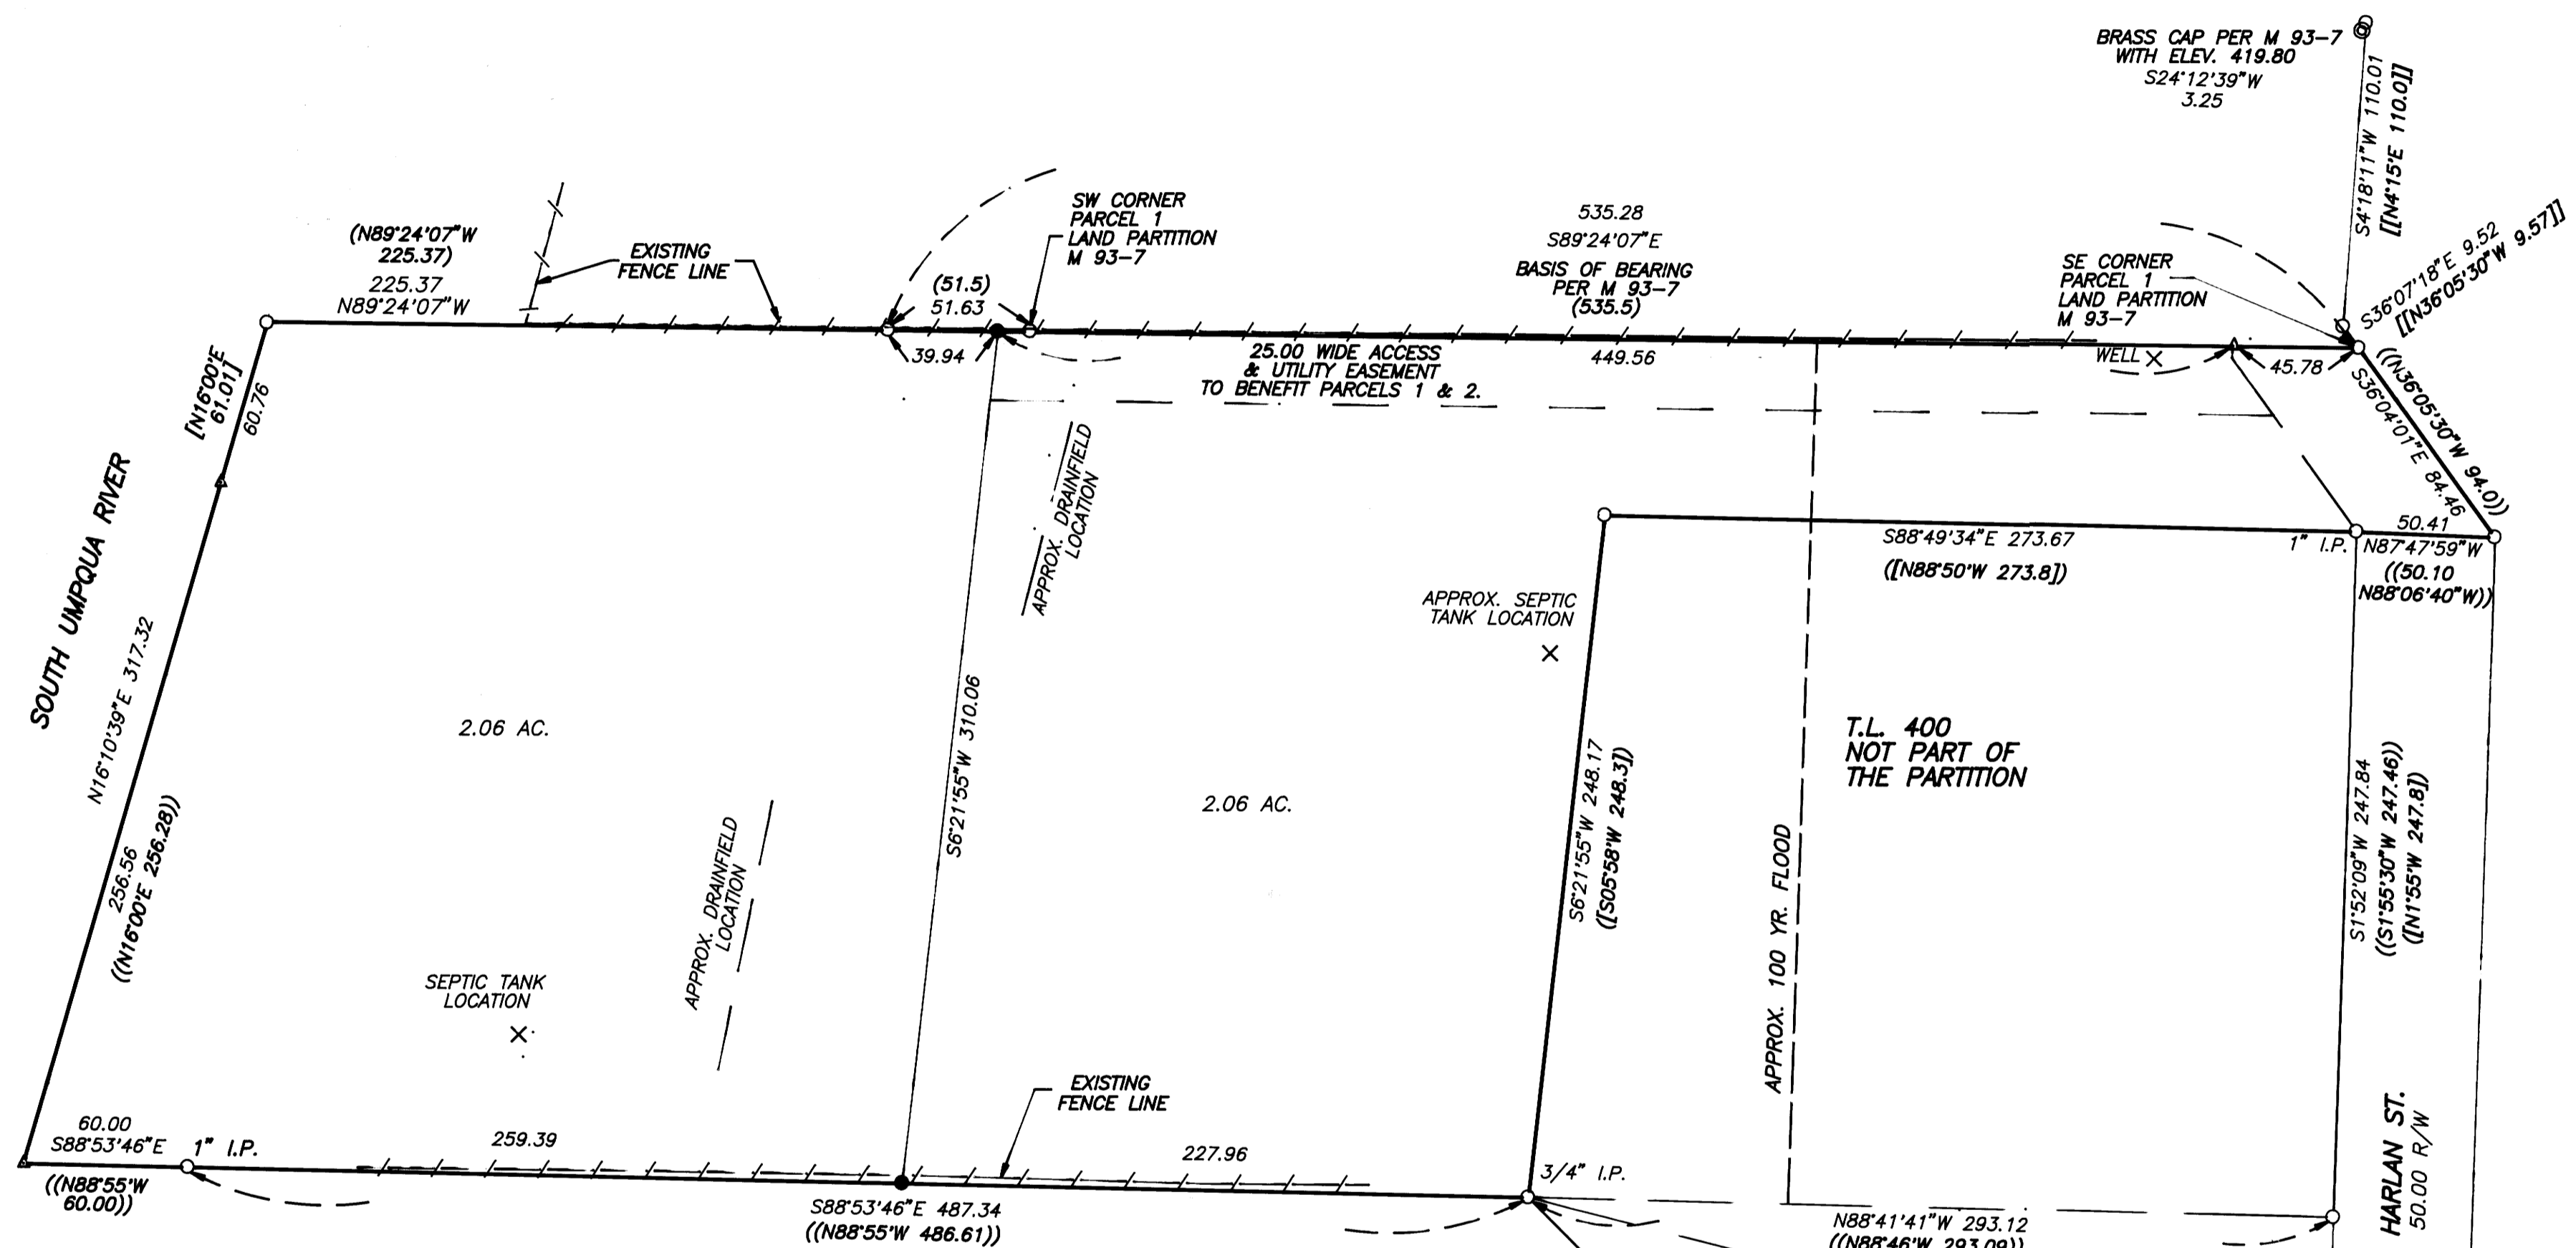 BRASS CAP PER M 93-7
WITH ELEV. 419.80
S24°12'39"W
3.25
S4°18'11"W 110.01
[[N4°15'E 110.0]]
S36°07'18"E 9.52
[[N36°05'30"W 9.57]]
SE CORNER
PARCEL 1
LAND PARTITION
M 93-7
535.28
S89°24'07"E
BASIS OF BEARING
PER M 93-7
(535.5)
SW CORNER
PARCEL 1
LAND PARTITION
M 93-7
(51.5)
51.63
39.94
EXISTING
FENCE LINE
(N89°24'07"W
225.37)
225.37
N89°24'07"W
25.00 WIDE ACCESS
& UTILITY EASEMENT
TO BENEFIT PARCELS 1 & 2.
449.56
WELL
45.78
((N36°05'30"W 94.0))
S36°04'01"E 84.46
[N16°00'E
61.01]
60.76
SOUTH UMPQUA RIVER
N16°10'39"E 317.32
256.56
((N16°00'E 256.28))
2.06 AC.
SEPTIC TANK
LOCATION
APPROX. DRAINFIELD
LOCATION
S6°21'55"W 310.06
APPROX. DRAINFIELD
LOCATION
2.06 AC.
APPROX. SEPTIC
TANK LOCATION
S6°21'55"W 248.17
([S05°58'W 248.3])
S88°49'34"E 273.67
([N88°50'W 273.8])
1" I.P.
50.41
N87°47'59"W
((50.10
N88°06'40"W))
T.L. 400
NOT PART OF
THE PARTITION
APPROX. 100 YR. FLOOD
S1°52'09"W 247.84
((S1°55'30"W 247.46))
([N1°55'W 247.8])
HARLAN ST.
50.00 R/W
60.00
S88°53'46"E
1" I.P.
((N88°55'W
60.00))
259.39
EXISTING
FENCE LINE
227.96
S88°53'46"E 487.34
((N88°55'W 486.61))
3/4" I.P.
N88°41'41"W 293.12
((N88°46'W 293.09))